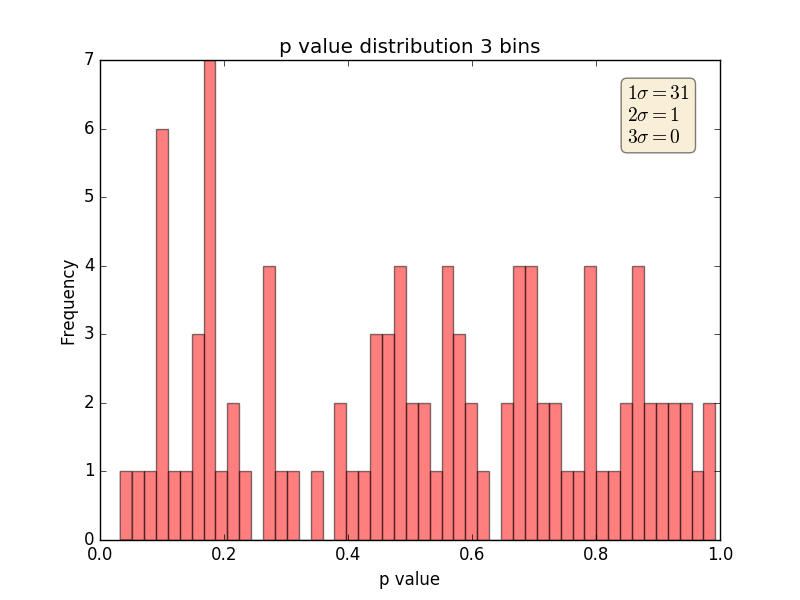 p value distribution 3 bins
1σ = 31
2σ = 1
3σ = 0
7
6
5
4
3
2
1
0
Frequency
0.0 0.2 0.4 0.6 0.8 1.0
p value